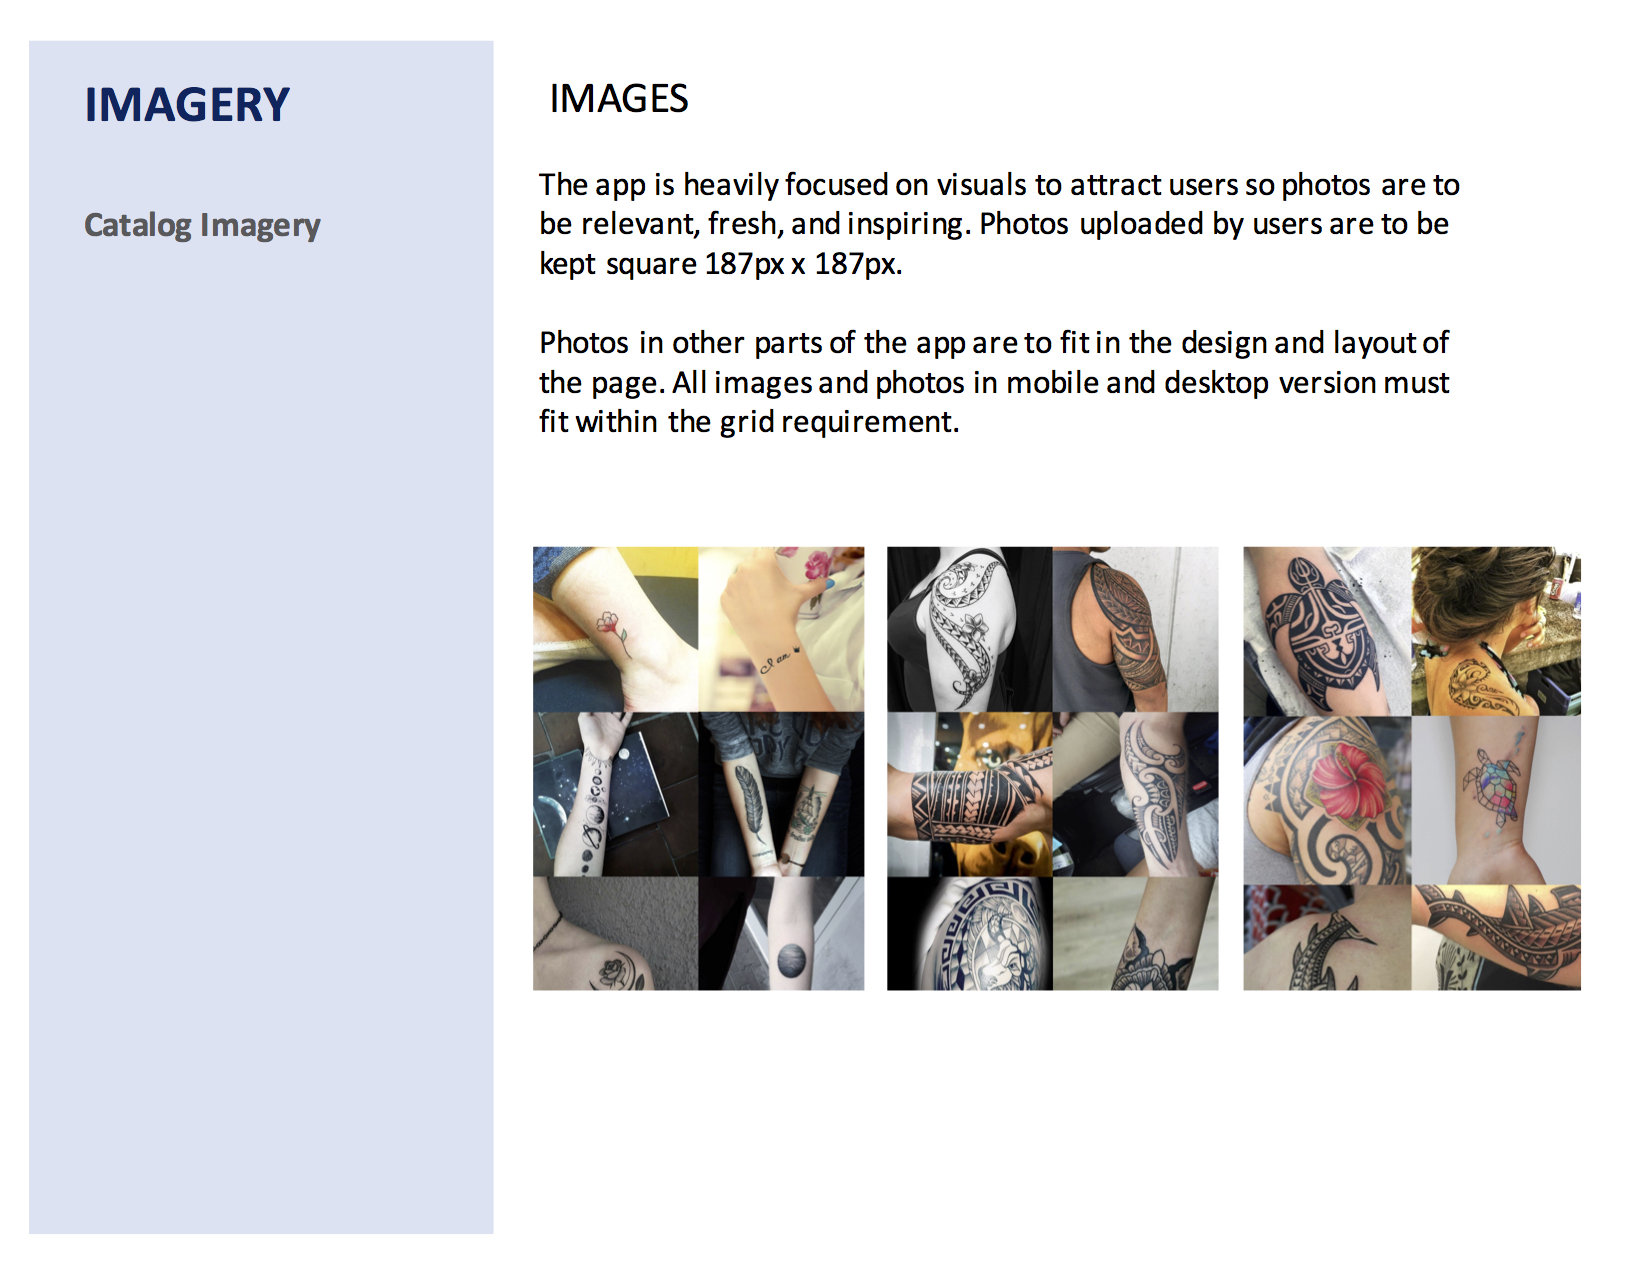 IMAGERY
Catalog Imagery
IMAGES
The app is heavily focused on visuals to attract users so photos are to
be relevant, fresh, and inspiring. Photos uploaded by users are to be
kept square 187px x 187px.
Photos in other parts of the app are to fit in the design and layout of
the page. All images and photos in mobile and desktop version must
fit within the grid requirement.
I am